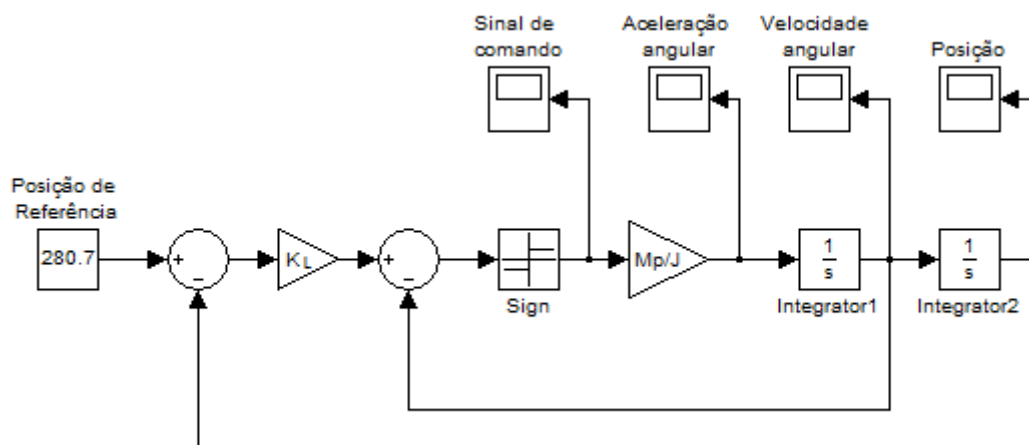 Sinal de
comando
Aceleração
angular
Velocidade
angular
Posição
Posição de
Referência
280.7
+
−
KL
+
−
Sign
Mp/J
1
s
Integrator1
1
s
Integrator2